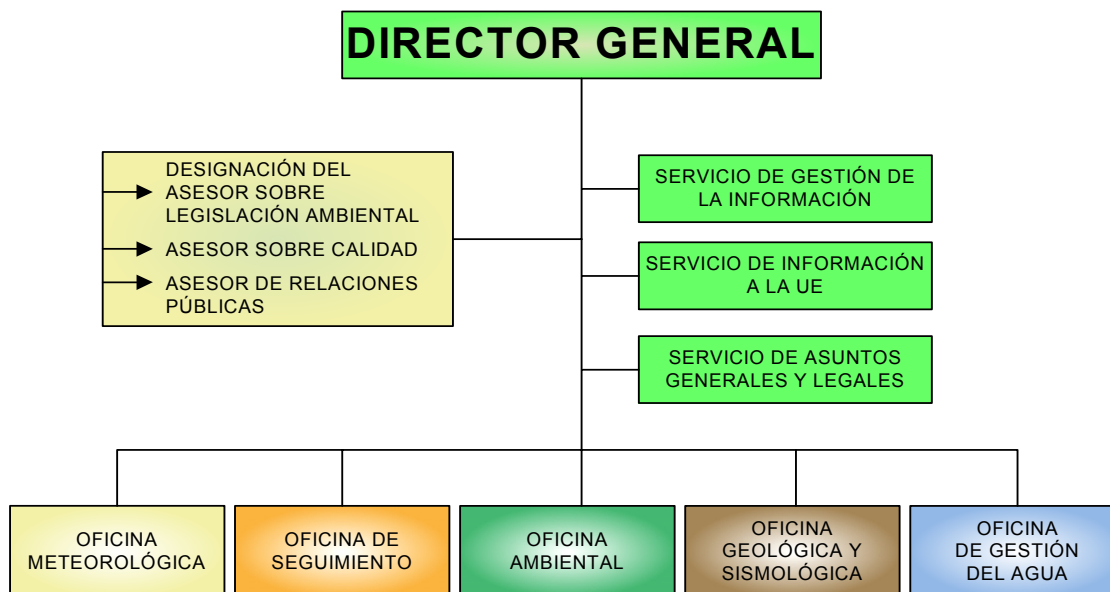 DIRECTOR GENERAL
DESIGNACIÓN DEL
ASESOR SOBRE
LEGISLACIÓN AMBIENTAL
ASESOR SOBRE CALIDAD
ASESOR DE RELACIONES
PÚBLICAS
SERVICIO DE GESTIÓN DE
LA INFORMACIÓN
SERVICIO DE INFORMACIÓN
A LA UE
SERVICIO DE ASUNTOS
GENERALES Y LEGALES
OFICINA
METEOROLÓGICA
OFICINA DE
SEGUIMIENTO
OFICINA
AMBIENTAL
OFICINA
GEOLÓGICA Y
SISMOLÓGICA
OFICINA
DE GESTIÓN
DEL AGUA